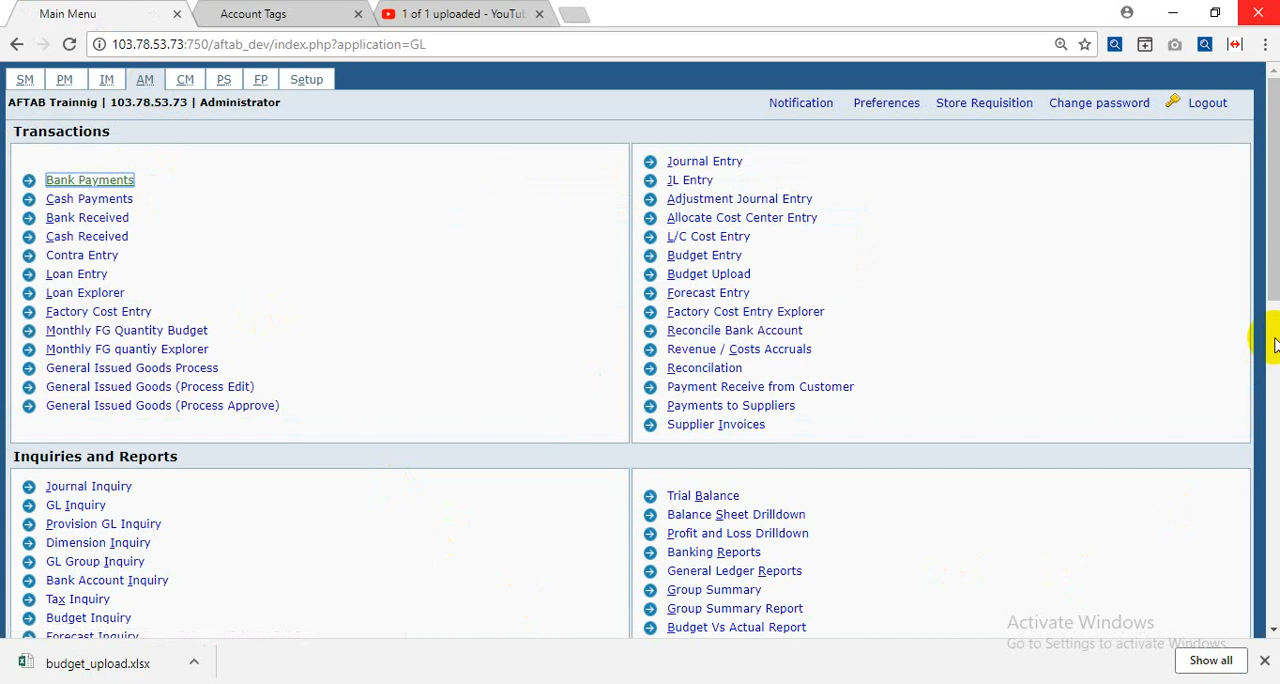 Main Menu
Account Tags
1 of 1 uploaded - YouTub
103.78.53.73:750/aftab_dev/index.php?application=GL
SM PM IM AM CM PS FP Setup
AFTAB Trainnig | 103.78.53.73 | Administrator
Notification Preferences Store Requisition Change password Logout
Transactions
Bank Payments
Cash Payments
Bank Received
Cash Received
Contra Entry
Loan Entry
Loan Explorer
Factory Cost Entry
Monthly FG Quantity Budget
Monthly FG quantiy Explorer
General Issued Goods Process
General Issued Goods (Process Edit)
General Issued Goods (Process Approve)
Journal Entry
JL Entry
Adjustment Journal Entry
Allocate Cost Center Entry
L/C Cost Entry
Budget Entry
Budget Upload
Forecast Entry
Factory Cost Entry Explorer
Reconcile Bank Account
Revenue / Costs Accruals
Reconcilation
Payment Receive from Customer
Payments to Suppliers
Supplier Invoices
Inquiries and Reports
Journal Inquiry
GL Inquiry
Provision GL Inquiry
Dimension Inquiry
GL Group Inquiry
Bank Account Inquiry
Tax Inquiry
Budget Inquiry
Forecast Inquiry
Trial Balance
Balance Sheet Drilldown
Profit and Loss Drilldown
Banking Reports
General Ledger Reports
Group Summary
Group Summary Report
Budget Vs Actual Report
Activate Windows
Go to Settings to activate Windows.
budget_upload.xlsx
Show all